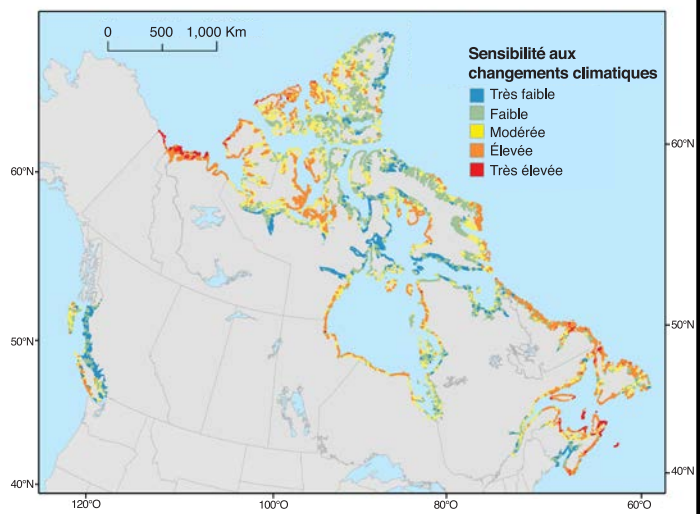 0 500 1,000 Km
Sensibilité aux
changements climatiques
Très faible
Faible
Modérée
Élevée
Très élevée
60°N
60°N
50°N
50°N
40°N
40°N
120°O
100°O
80°O
60°O